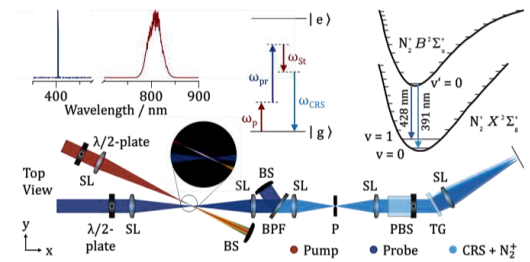 |e⟩
ω_St
ω_pr
ω_CRS
ω_p
|g⟩
400
800
900
Wavelength / nm
N₂⁺ B²Σᵤ⁺
v' = 0
428 nm
391 nm
N₂⁺ X²Σg⁺
v = 1
v = 0
λ/2-plate
Top
View
SL
BS
SL
BPF
SL
SL
SL
y
x
λ/2-
plate
SL
BS
P
PBS
TG
Pump
Probe
CRS + N₂⁺